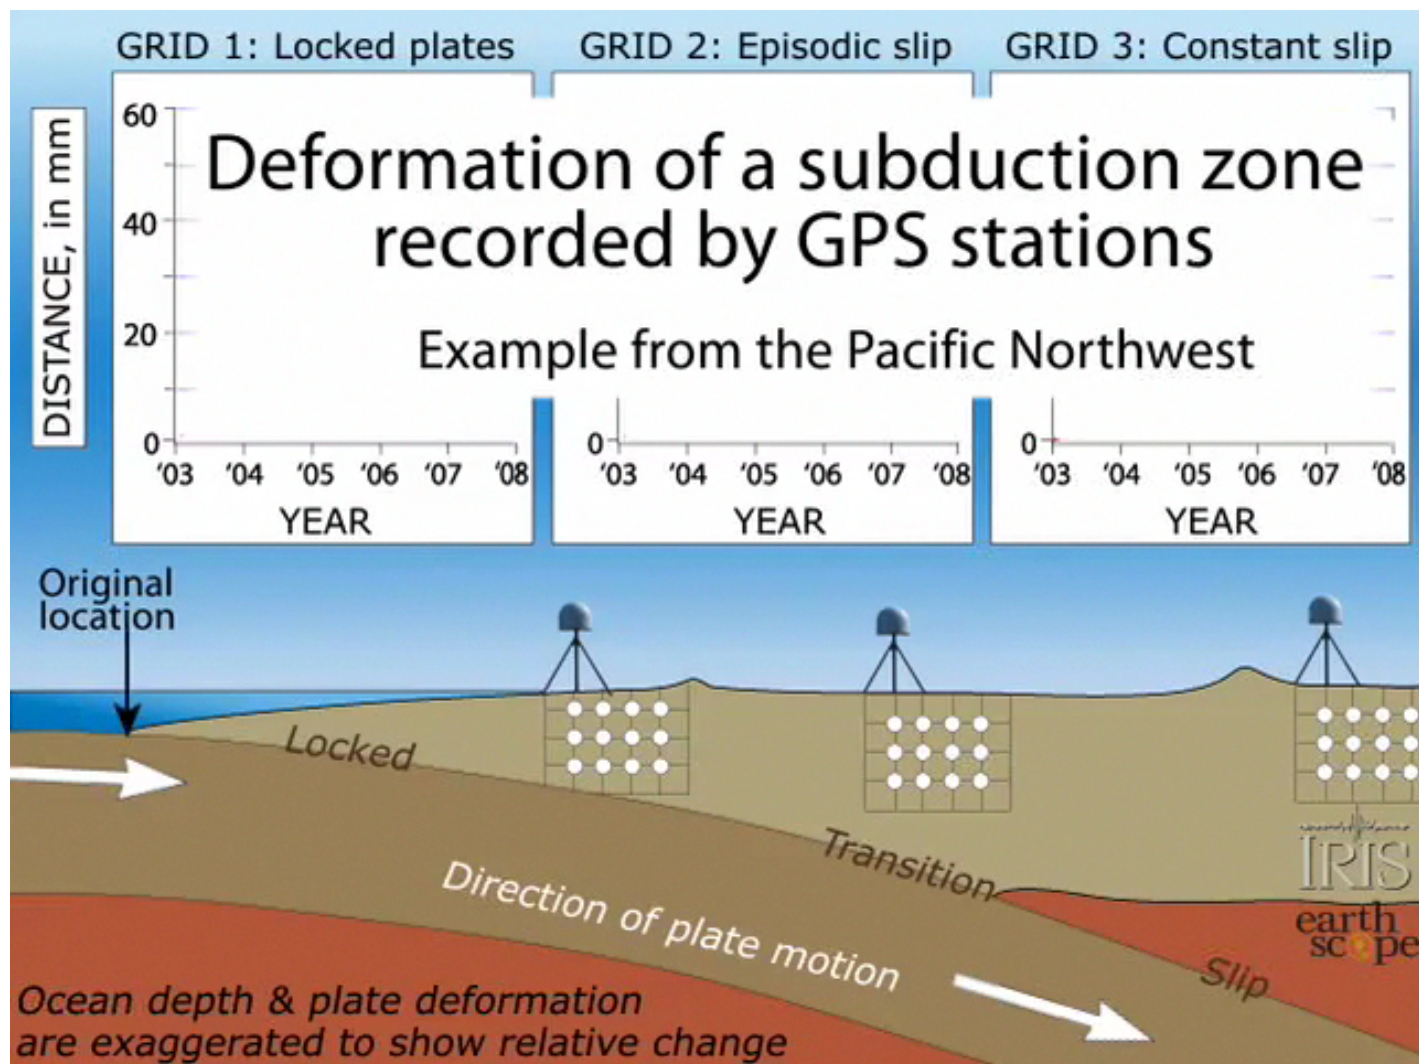 GRID 1: Locked plates
GRID 2: Episodic slip
GRID 3: Constant slip
DISTANCE, in mm
60
40
20
0
Deformation of a subduction zone
recorded by GPS stations
Example from the Pacific Northwest
‘03 ‘04 ‘05 ‘06 ‘07 ‘08
YEAR
0
‘03 ‘04 ‘05 ‘06 ‘07 ‘08
YEAR
0
‘03 ‘04 ‘05 ‘06 ‘07 ‘08
YEAR
Original
location
Locked
Transition
Slip
Direction of plate motion
IRIS
earth
scope
Ocean depth & plate deformation
are exaggerated to show relative change